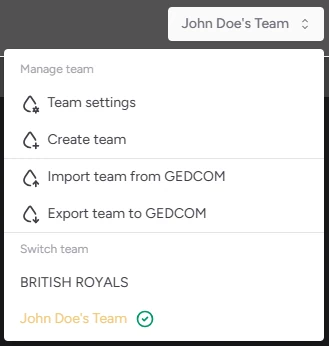 John Doe's Team
Manage team
Team settings
Create team
Import team from GEDCOM
Export team to GEDCOM
Switch team
BRITISH ROYALS
John Doe's Team